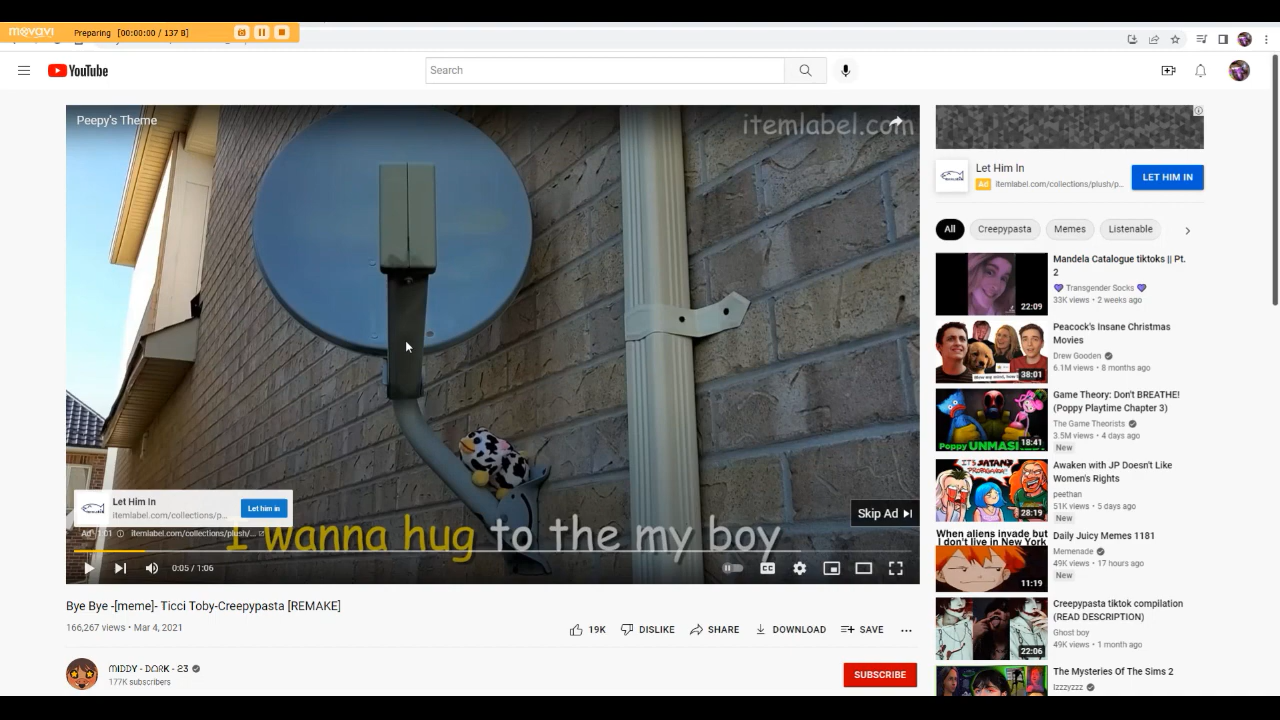 movavi
Preparing [00:00:00 / 137 B]
YouTube
Search
Peepy's Theme
itemlabel.com
Let Him In
itemlabel.com/collections/p...
Let him in
Ad · 1:01 itemlabel.com/collections/plush/...
I wanna hug to the my boy
Skip Ad
0:05 / 1:06
CC
Bye Bye -[meme]- Ticci Toby-Creepypasta [REMAKE]
166,267 views • Mar 4, 2021
19K
DISLIKE
SHARE
DOWNLOAD
SAVE
177K subscribers
SUBSCRIBE
Let Him In
Ad itemlabel.com/collections/plush/p...
LET HIM IN
All
Creepypasta
Memes
Listenable
Mandela Catalogue tiktoks || Pt.
2
Transgender Socks
33K views • 2 weeks ago
22:09
Peacock's Insane Christmas
Movies
Drew Gooden
6.1M views • 8 months ago
38:01
Game Theory: Don't BREATHE!
(Poppy Playtime Chapter 3)
The Game Theorists
3.5M views • 4 days ago
New
18:41
Awaken with JP Doesn't Like
Women's Rights
peethan
51K views • 5 days ago
New
28:19
When aliens invade but
I don't live in New York
11:19
Daily Juicy Memes 1181
Memenade
49K views • 17 hours ago
New
Creepypasta tiktok compilation
(READ DESCRIPTION)
Ghost boy
49K views • 1 month ago
22:06
The Mysteries Of The Sims 2
Izzzyzzz